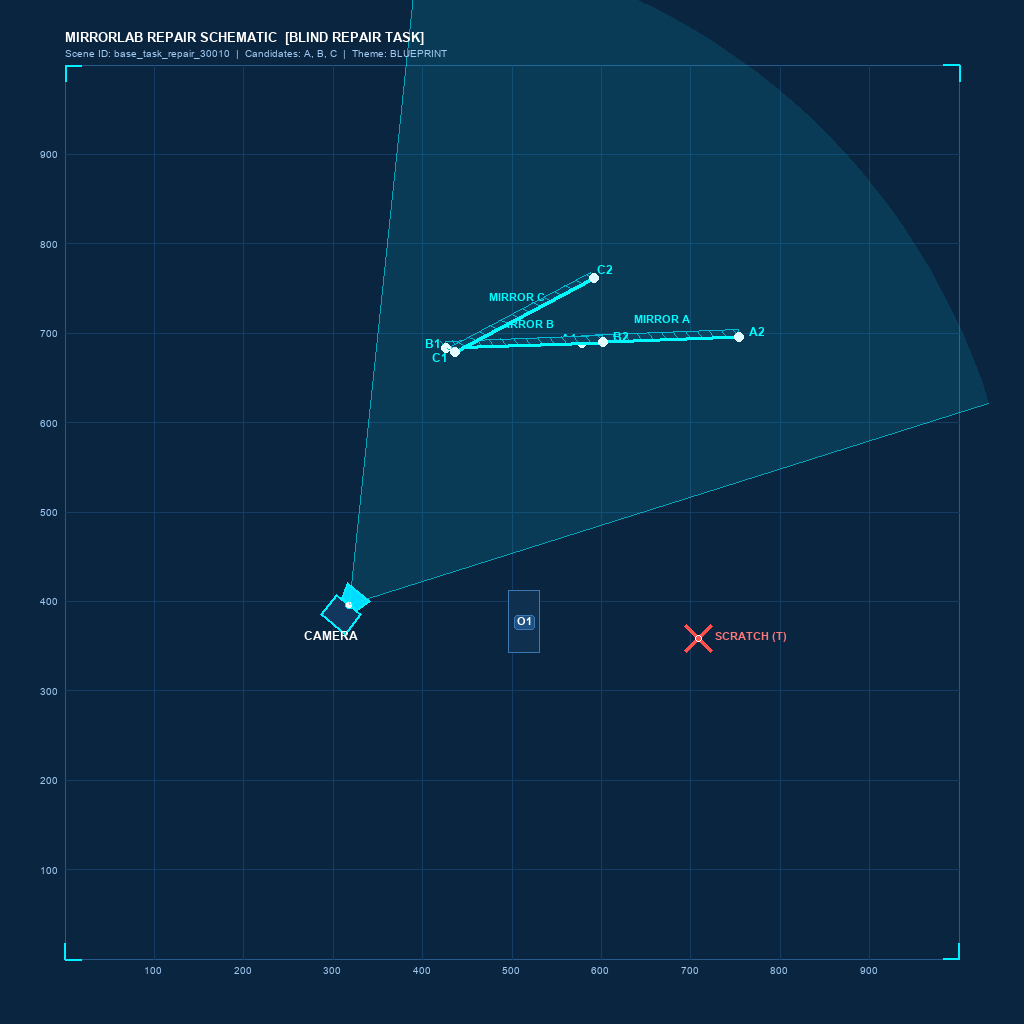 MIRRORLAB REPAIR SCHEMATIC  [BLIND REPAIR TASK]
Scene ID: base_task_repair_30010  |  Candidates: A, B, C  |  Theme: BLUEPRINT
900
800
C2
MIRROR C
MIRROR A
B1
B2
A2
700
C1
600
500
400
O1
CAMERA
SCRATCH (T)
300
200
100
100 200 300 400 500 600 700 800 900